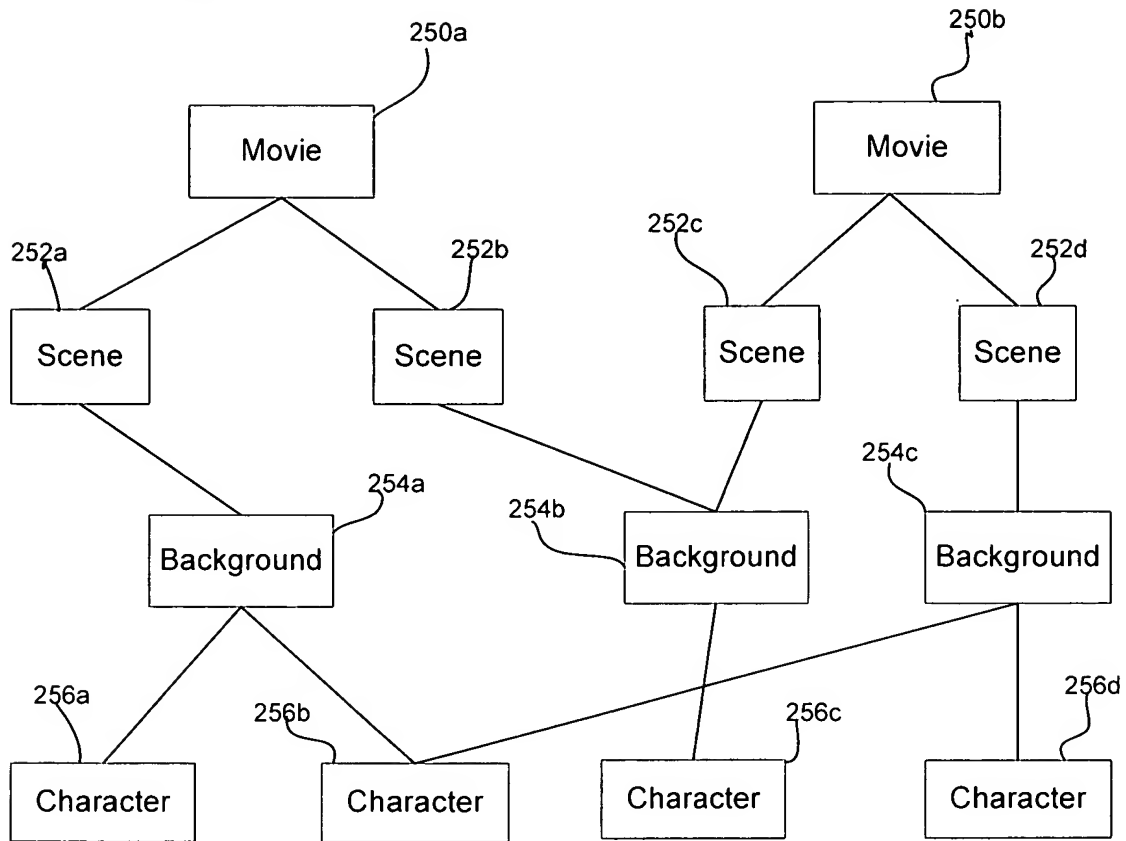 250a
250b
Movie
Movie
252a
252b
252c
252d
Scene
Scene
Scene
Scene
254a
254b
254c
Background
Background
Background
256a
256b
256c
256d
Character
Character
Character
Character